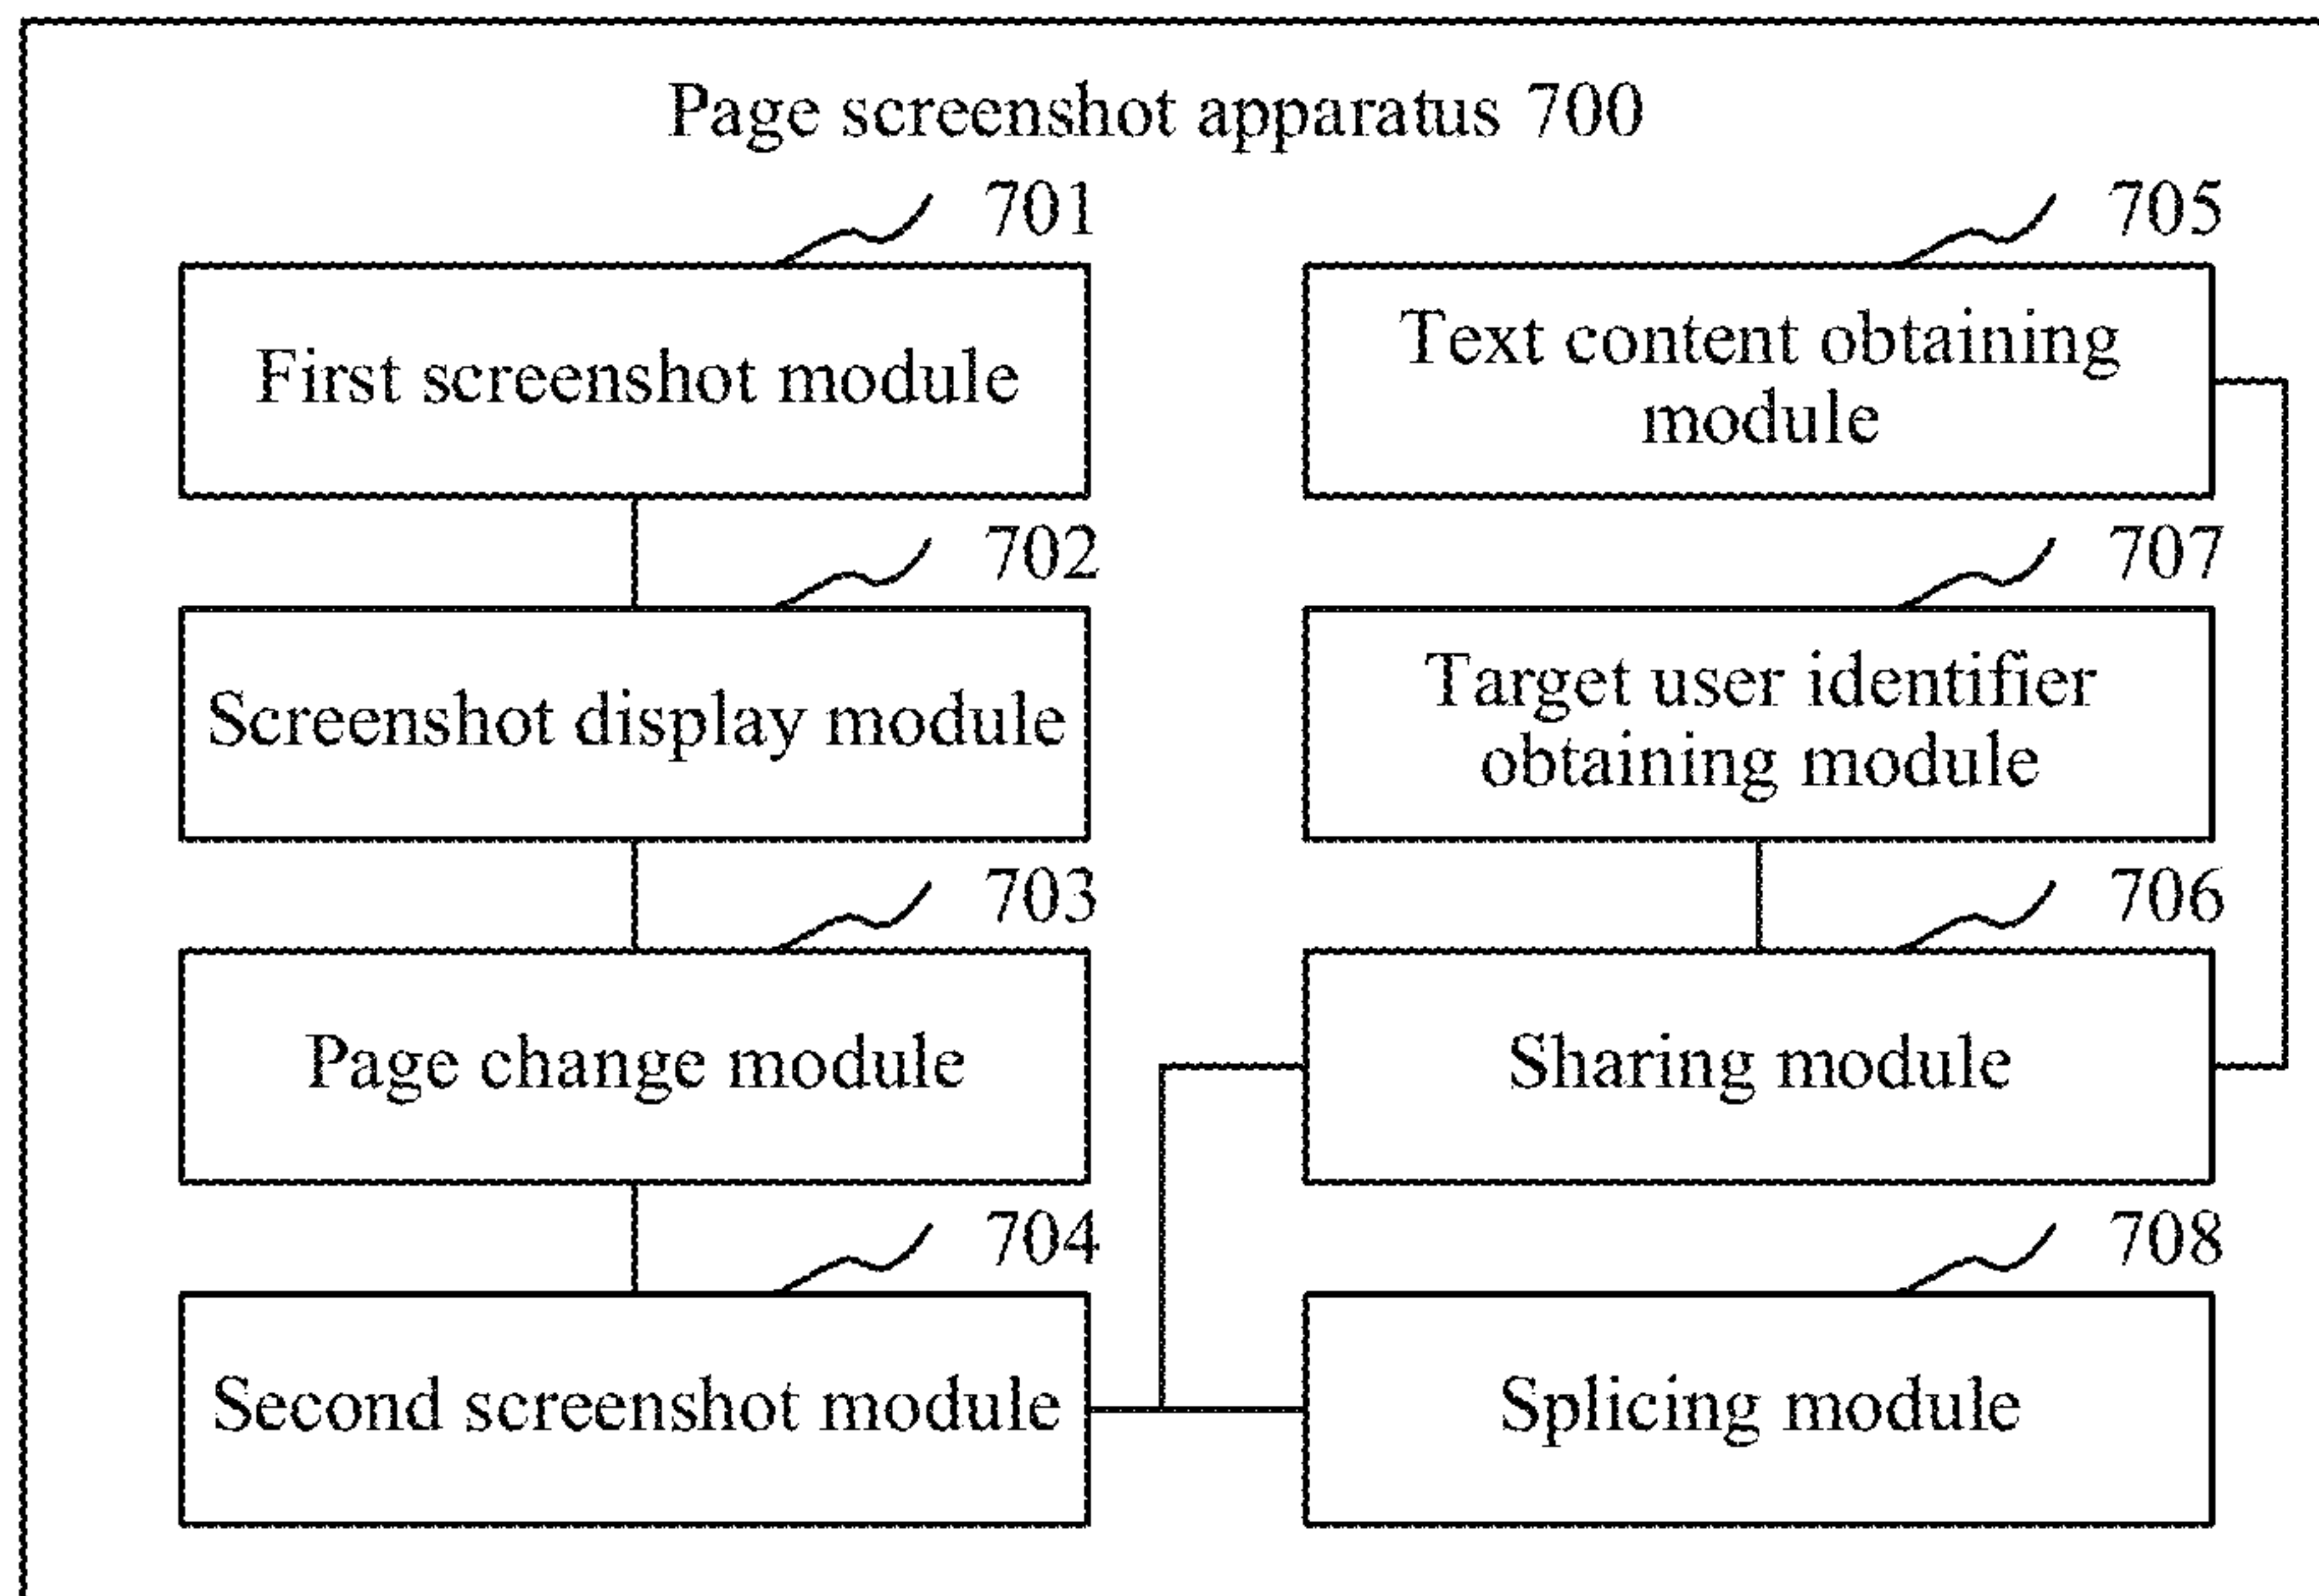 Page screenshot apparatus 700
701
First screenshot module
702
Screenshot display module
703
Page change module
704
Second screenshot module
705
Text content obtaining
module
707
Target user identifier
obtaining module
706
Sharing module
708
Splicing module